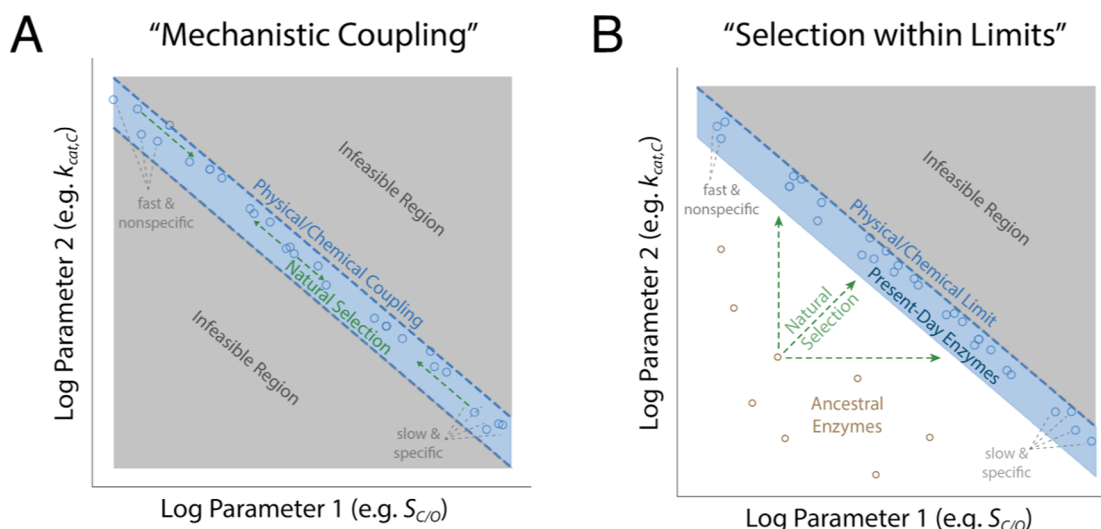 A
“Mechanistic Coupling”
Log Parameter 2 (e.g. kcat,C)
Infeasible Region
fast &
nonspecific
Physical/Chemical Coupling
Natural Selection
Infeasible Region
slow &
specific
Log Parameter 1 (e.g. SC/O)
B
“Selection within Limits”
Log Parameter 2 (e.g. kcat,C)
Infeasible Region
fast &
nonspecific
Physical/Chemical Limit
Present-Day Enzymes
Natural
Selection
Ancestral
Enzymes
slow &
specific
Log Parameter 1 (e.g. SC/O)